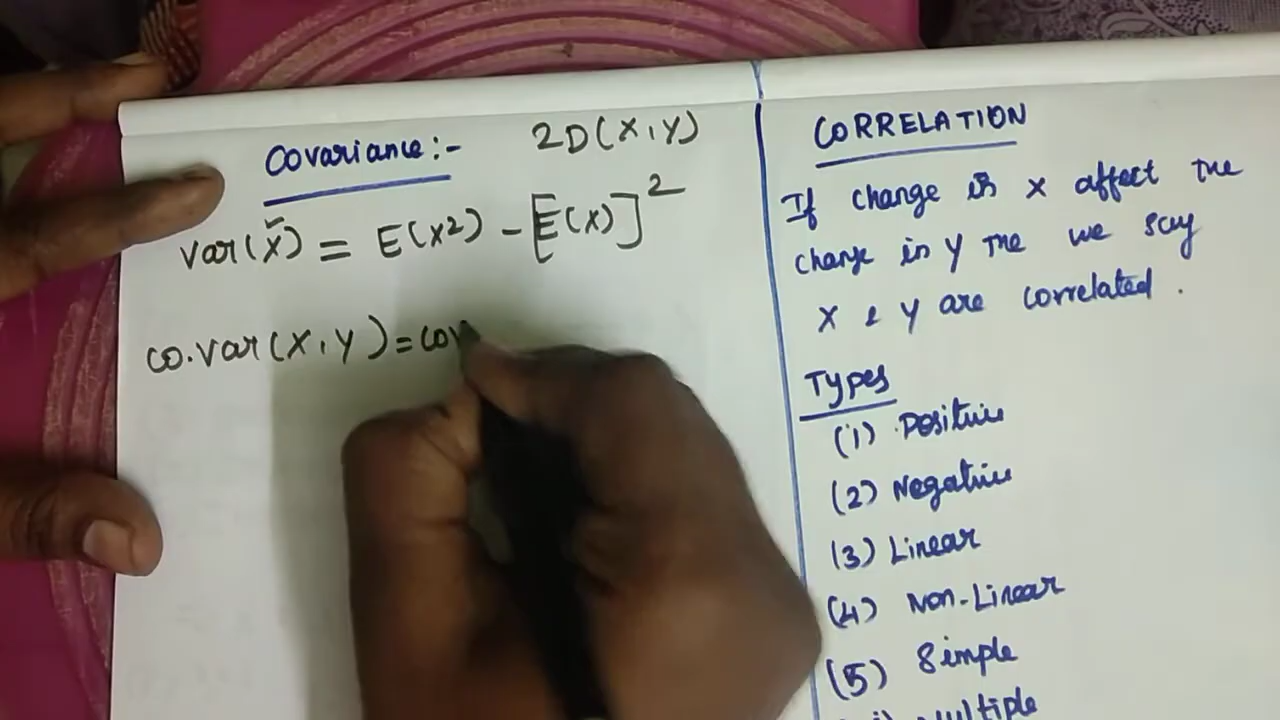 Covariance:- 2D(X,Y)
var(X) = E(X²) - [E(X)]²
co.var(X,Y) = cov
CORRELATION
If change in x affect the
change in y the we say
x & y are correlated.
Types
(1) Positive
(2) Negative
(3) Linear
(4) Non-Linear
(5) Simple
Multiple